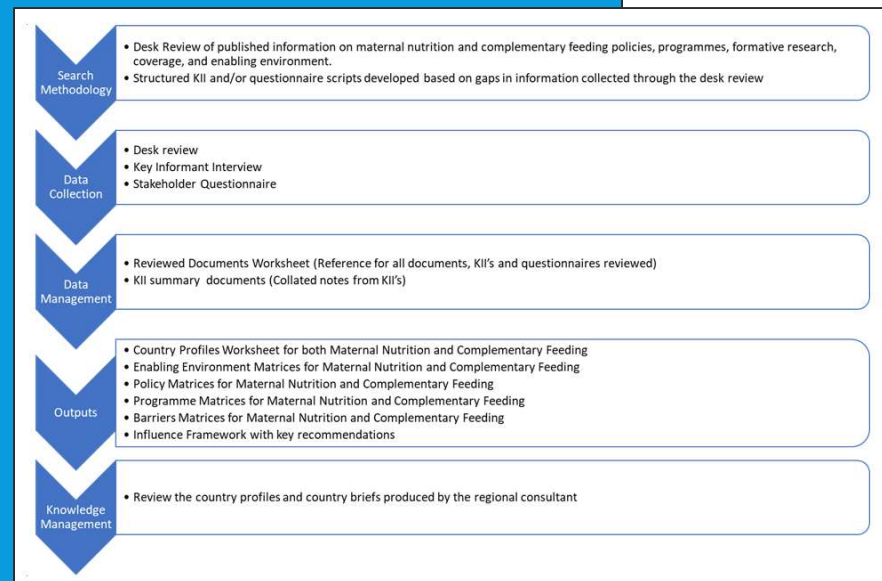 Search
Methodology
• Desk Review of published information on maternal nutrition and complementary feeding policies, programmes, formative research,
coverage, and enabling environment.
• Structured KII and/or questionnaire scripts developed based on gaps in information collected through the desk review
Data
Collection
• Desk review
• Key Informant Interview
• Stakeholder Questionnaire
Data
Management
• Reviewed Documents Worksheet (Reference for all documents, KII's and questionnaires reviewed)
• KII summary documents (Collated notes from KII's)
Outputs
• Country Profiles Worksheet for both Maternal Nutrition and Complementary Feeding
• Enabling Environment Matrices for Maternal Nutrition and Complementary Feeding
• Policy Matrices for Maternal Nutrition and Complementary Feeding
• Programme Matrices for Maternal Nutrition and Complementary Feeding
• Barriers Matrices for Maternal Nutrition and Complementary Feeding
• Influence Framework with key recommendations
Knowledge
Management
• Review the country profiles and country briefs produced by the regional consultant